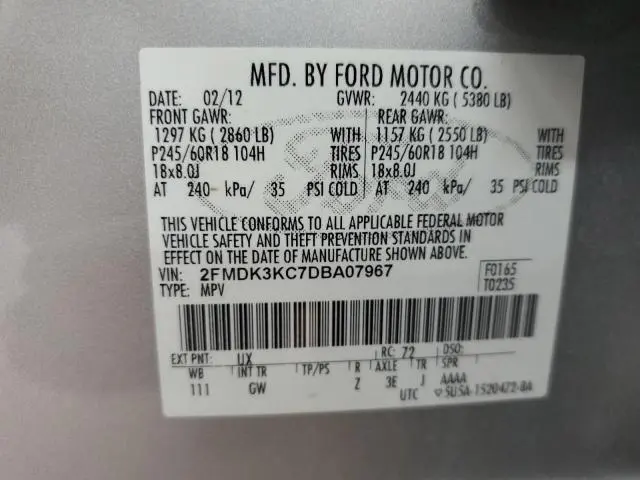 MFD. BY FORD MOTOR CO.
DATE: 02/12 GVWR: 2440 KG ( 5380 LB)
FRONT GAWR: REAR GAWR:
1297 KG ( 2860 LB) WITH 1157 KG ( 2550 LB) WITH
P245/60R18 104H TIRES P245/60R18 104H TIRES
18x8.0J RIMS 18x8.0J RIMS
AT 240 kPa/ 35 PSI COLD AT 240 kPa/ 35 PSI COLD
THIS VEHICLE CONFORMS TO ALL APPLICABLE FEDERAL MOTOR
VEHICLE SAFETY AND THEFT PREVENTION STANDARDS IN
EFFECT ON THE DATE OF MANUFACTURE SHOWN ABOVE.
VIN: 2FMDK3KC7DBA07967 F0165
TYPE: MPV T0235
EXT PNT: UX RC: 72 DSO:
WB INT TR TP/PS R AXLE TR SPR
111 GW Z 3E J AAAA
UTC ▽5U5A-1520472-BA
Ford